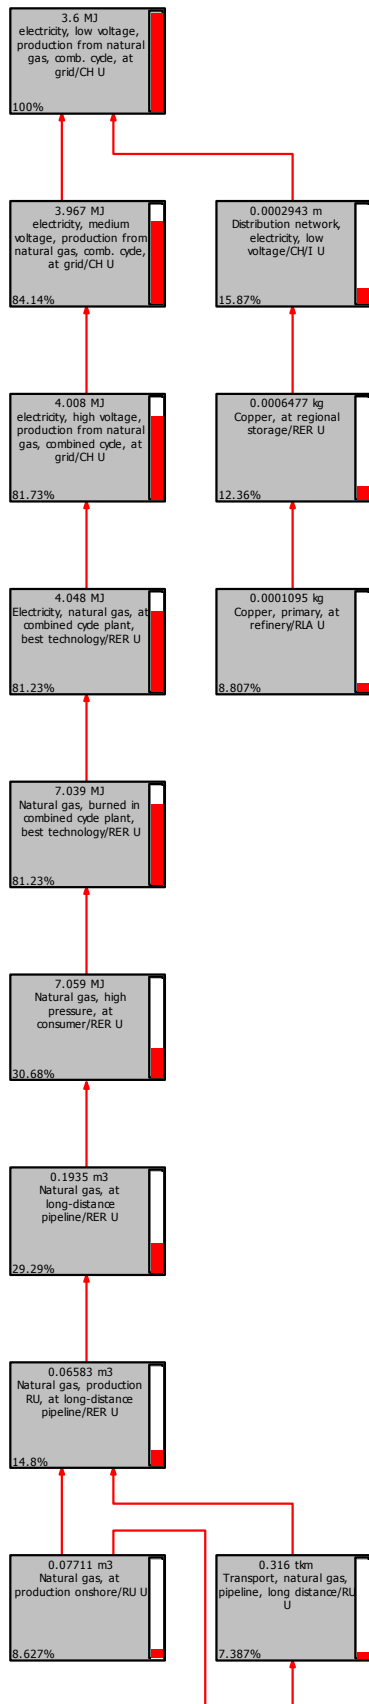 3.6 MJ
electricity, low voltage,
production from natural
gas, comb. cycle, at
grid/CH U
100%
3.967 MJ
electricity, medium
voltage, production from
natural gas, comb. cycle,
at grid/CH U
84.14%
0.0002943 m
Distribution network,
electricity, low
voltage/CH/I U
15.87%
4.008 MJ
electricity, high voltage,
production from natural
gas, combined cycle, at
grid/CH U
81.73%
0.0006477 kg
Copper, at regional
storage/RER U
12.36%
4.048 MJ
Electricity, natural gas, at
combined cycle plant,
best technology/RER U
81.23%
0.0001095 kg
Copper, primary, at
refinery/RLA U
8.807%
7.039 MJ
Natural gas, burned in
combined cycle plant,
best technology/RER U
81.23%
7.059 MJ
Natural gas, high
pressure, at
consumer/RER U
30.68%
0.1935 m3
Natural gas, at
long-distance
pipeline/RER U
29.29%
0.06583 m3
Natural gas, production
RU, at long-distance
pipeline/RER U
14.8%
0.07711 m3
Natural gas, at
production onshore/RU U
8.627%
0.316 tkm
Transport, natural gas,
pipeline, long distance/RU
U
7.387%